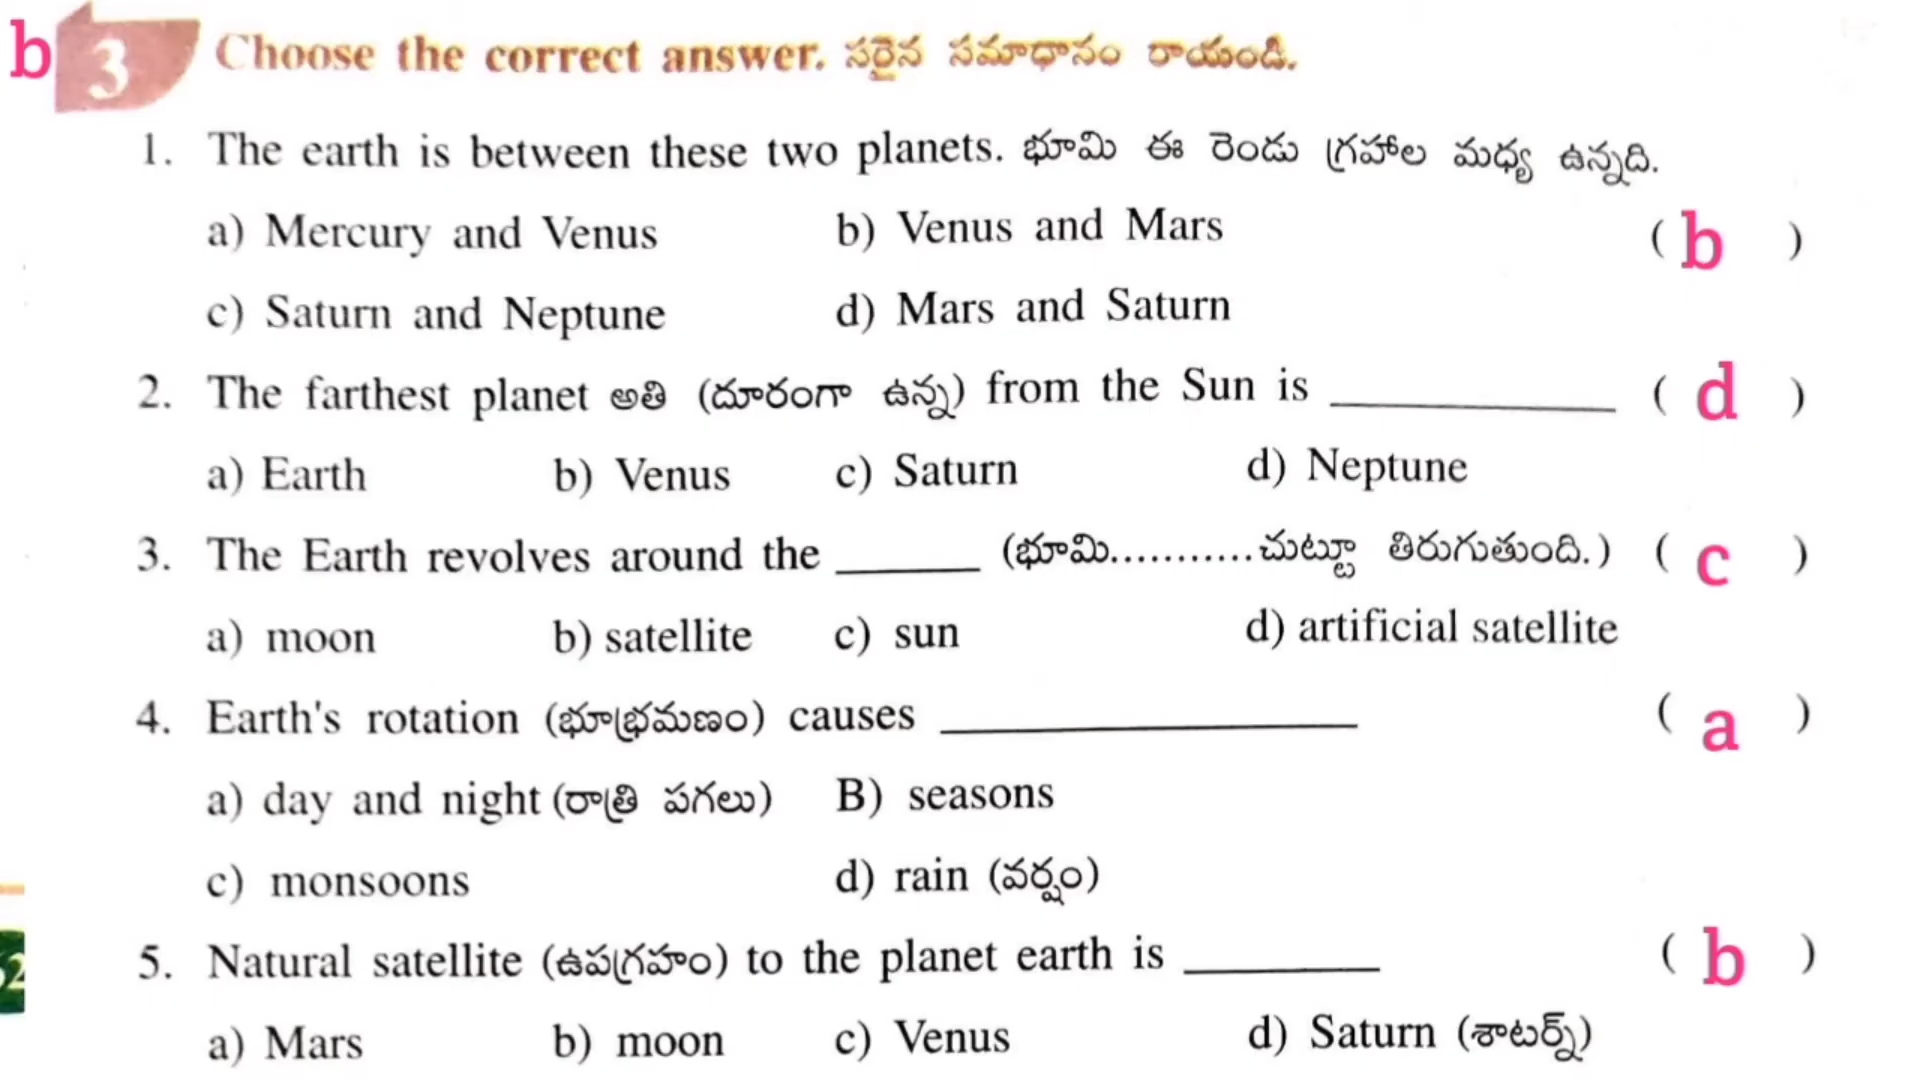 b 3 Choose the correct answer. సరైన సమాధానం రాయండి.
1. The earth is between these two planets. భూమి ఈ రెండు గ్రహాల మధ్య ఉన్నది.
a) Mercury and Venus b) Venus and Mars ( b )
c) Saturn and Neptune d) Mars and Saturn
2. The farthest planet అతి (దూరంగా ఉన్న) from the Sun is __________ ( d )
a) Earth b) Venus c) Saturn d) Neptune
3. The Earth revolves around the _____ (భూమి...........చుట్టూ తిరుగుతుంది.) ( c )
a) moon b) satellite c) sun d) artificial satellite
4. Earth's rotation (భూభ్రమణం) causes ______________ ( a )
a) day and night (రాత్రి పగలు) B) seasons
c) monsoons d) rain (వర్షం)
5. Natural satellite (ఉపగ్రహం) to the planet earth is _______ ( b )
a) Mars b) moon c) Venus d) Saturn (శాటర్న్)